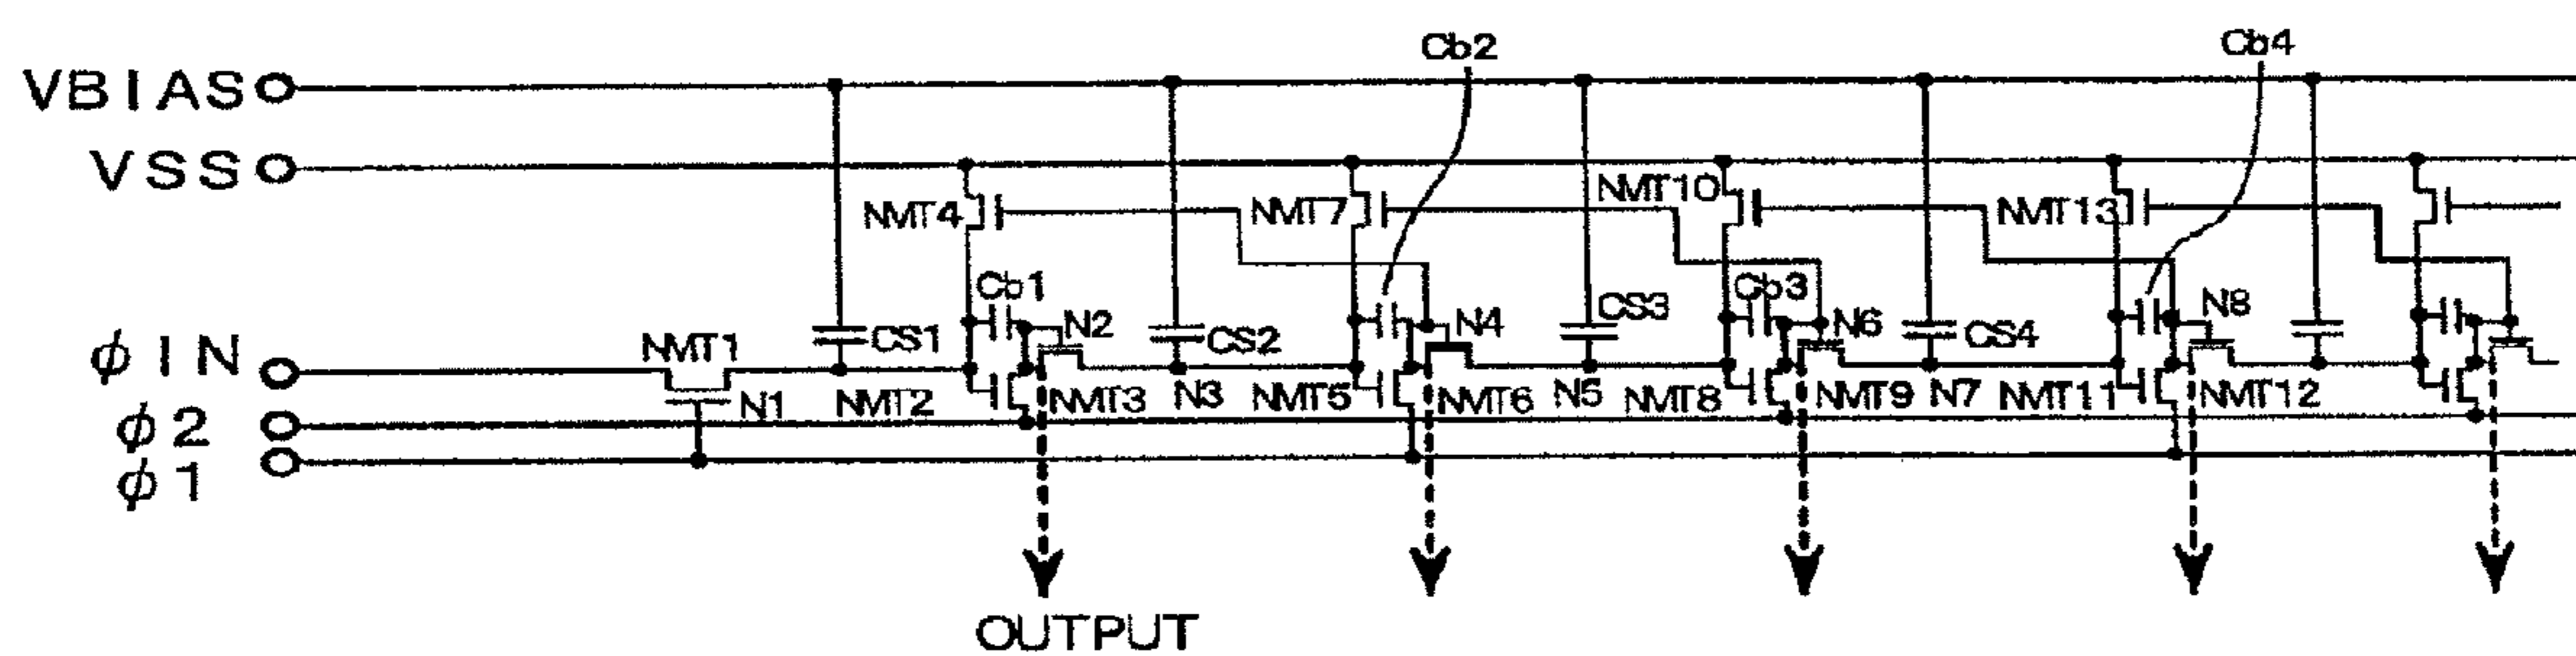 Cb2 Cb4
VBIAS
VSS
NMT4 NMT7 NMT10 NMT13
Cb1 N2 N4 CS3 Cb3 N6 N8
φIN NMT1 CS1 CS2 CS4
N1 NMT2 NMT3 N3 NMT5 NMT6 N5 NMT8 NMT9 N7 NMT11 NMT12
φ2
φ1
OUTPUT